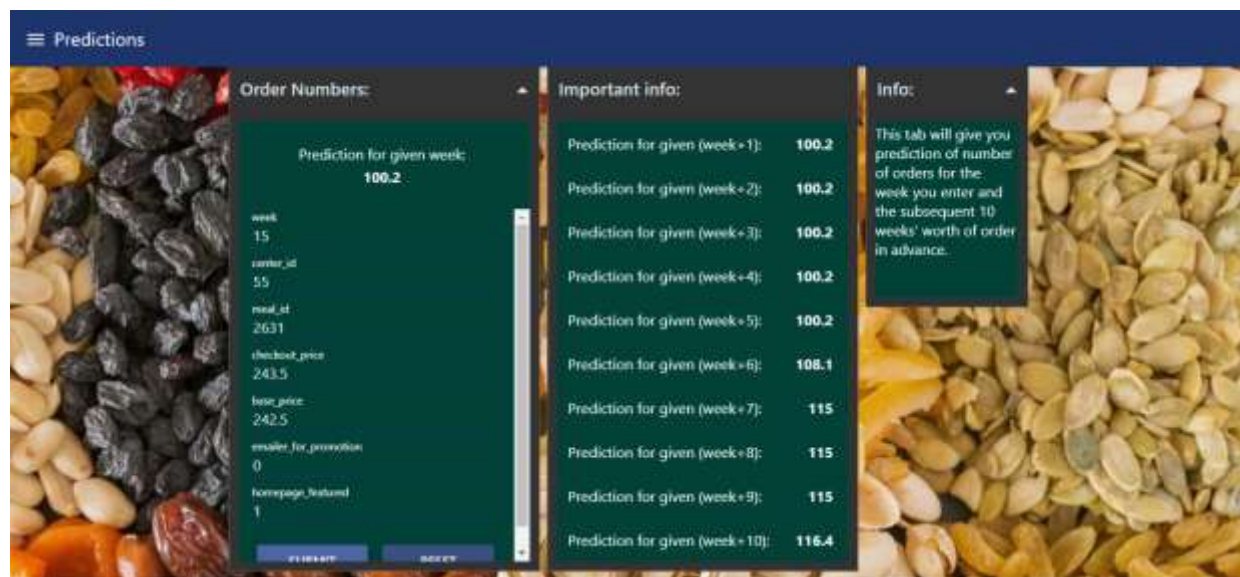 Predictions
Order Numbers:
Prediction for given week:
100.2
week
15
center_id
55
meal_id
2631
checkout_price
243.5
base_price
242.5
emailer_for_promotion
0
homepage_featured
1
SUBMIT RESET
Important info:
Prediction for given (week+1): 100.2
Prediction for given (week+2): 100.2
Prediction for given (week+3): 100.2
Prediction for given (week+4): 100.2
Prediction for given (week+5): 100.2
Prediction for given (week+6): 108.1
Prediction for given (week+7): 115
Prediction for given (week+8): 115
Prediction for given (week+9): 115
Prediction for given (week+10): 116.4
Info:
This tab will give you
prediction of number
of orders for the
week you enter and
the subsequent 10
weeks' worth of order
in advance.